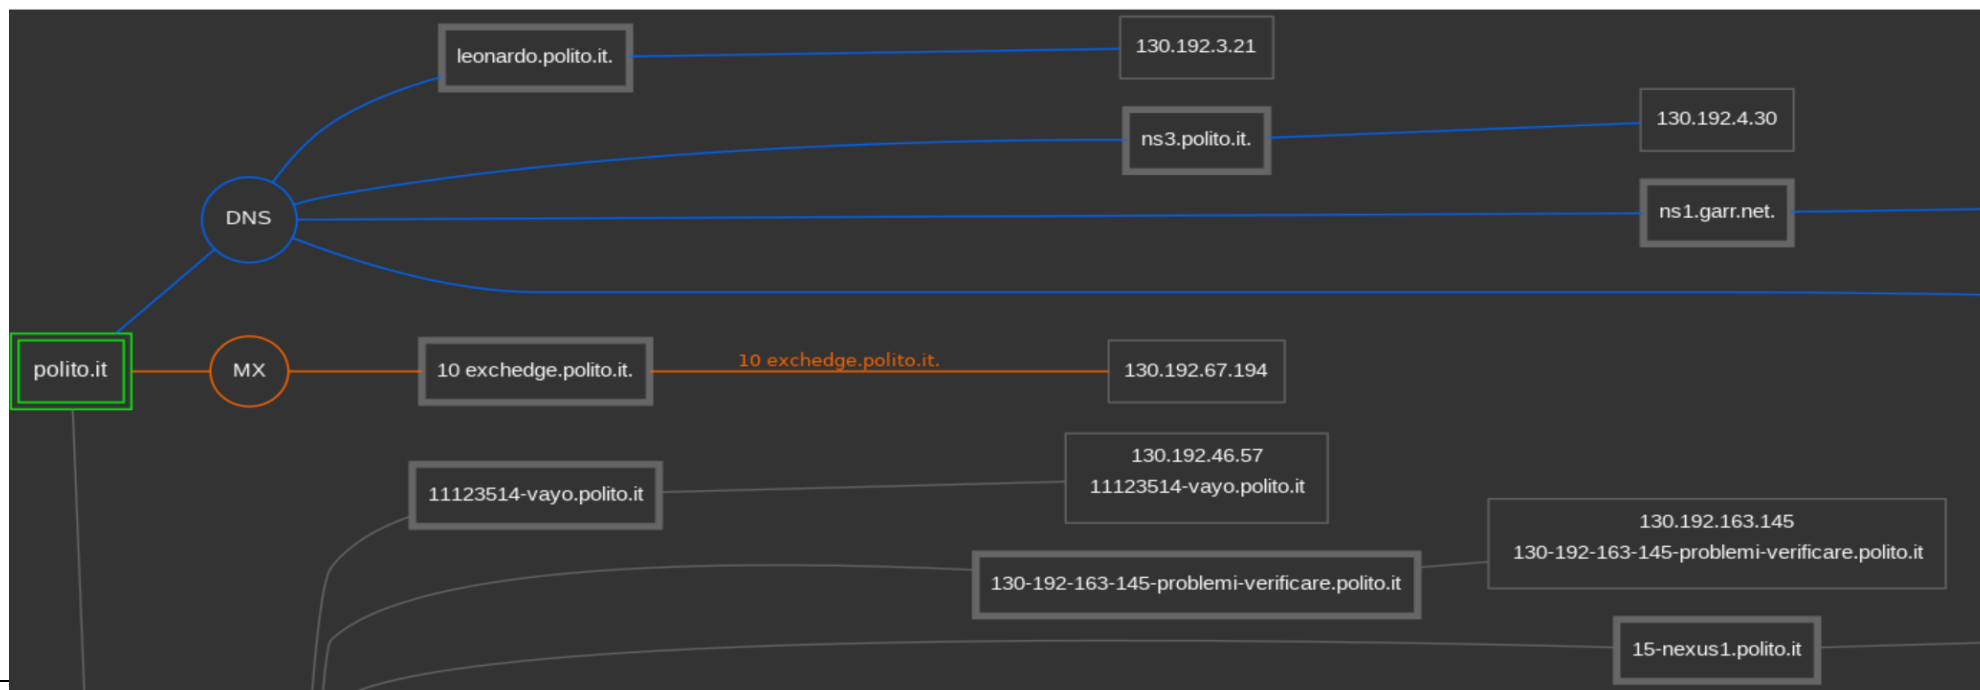 leonardo.polito.it.
130.192.3.21
130.192.4.30
ns3.polito.it.
DNS
ns1.garr.net.
polito.it
MX
10 exchedge.polito.it.
10 exchedge.polito.it.
130.192.67.194
11123514-vayo.polito.it
130.192.46.57
11123514-vayo.polito.it
130.192.163.145
130-192-163-145-problemi-verificare.polito.it
130-192-163-145-problemi-verificare.polito.it
15-nexus1.polito.it